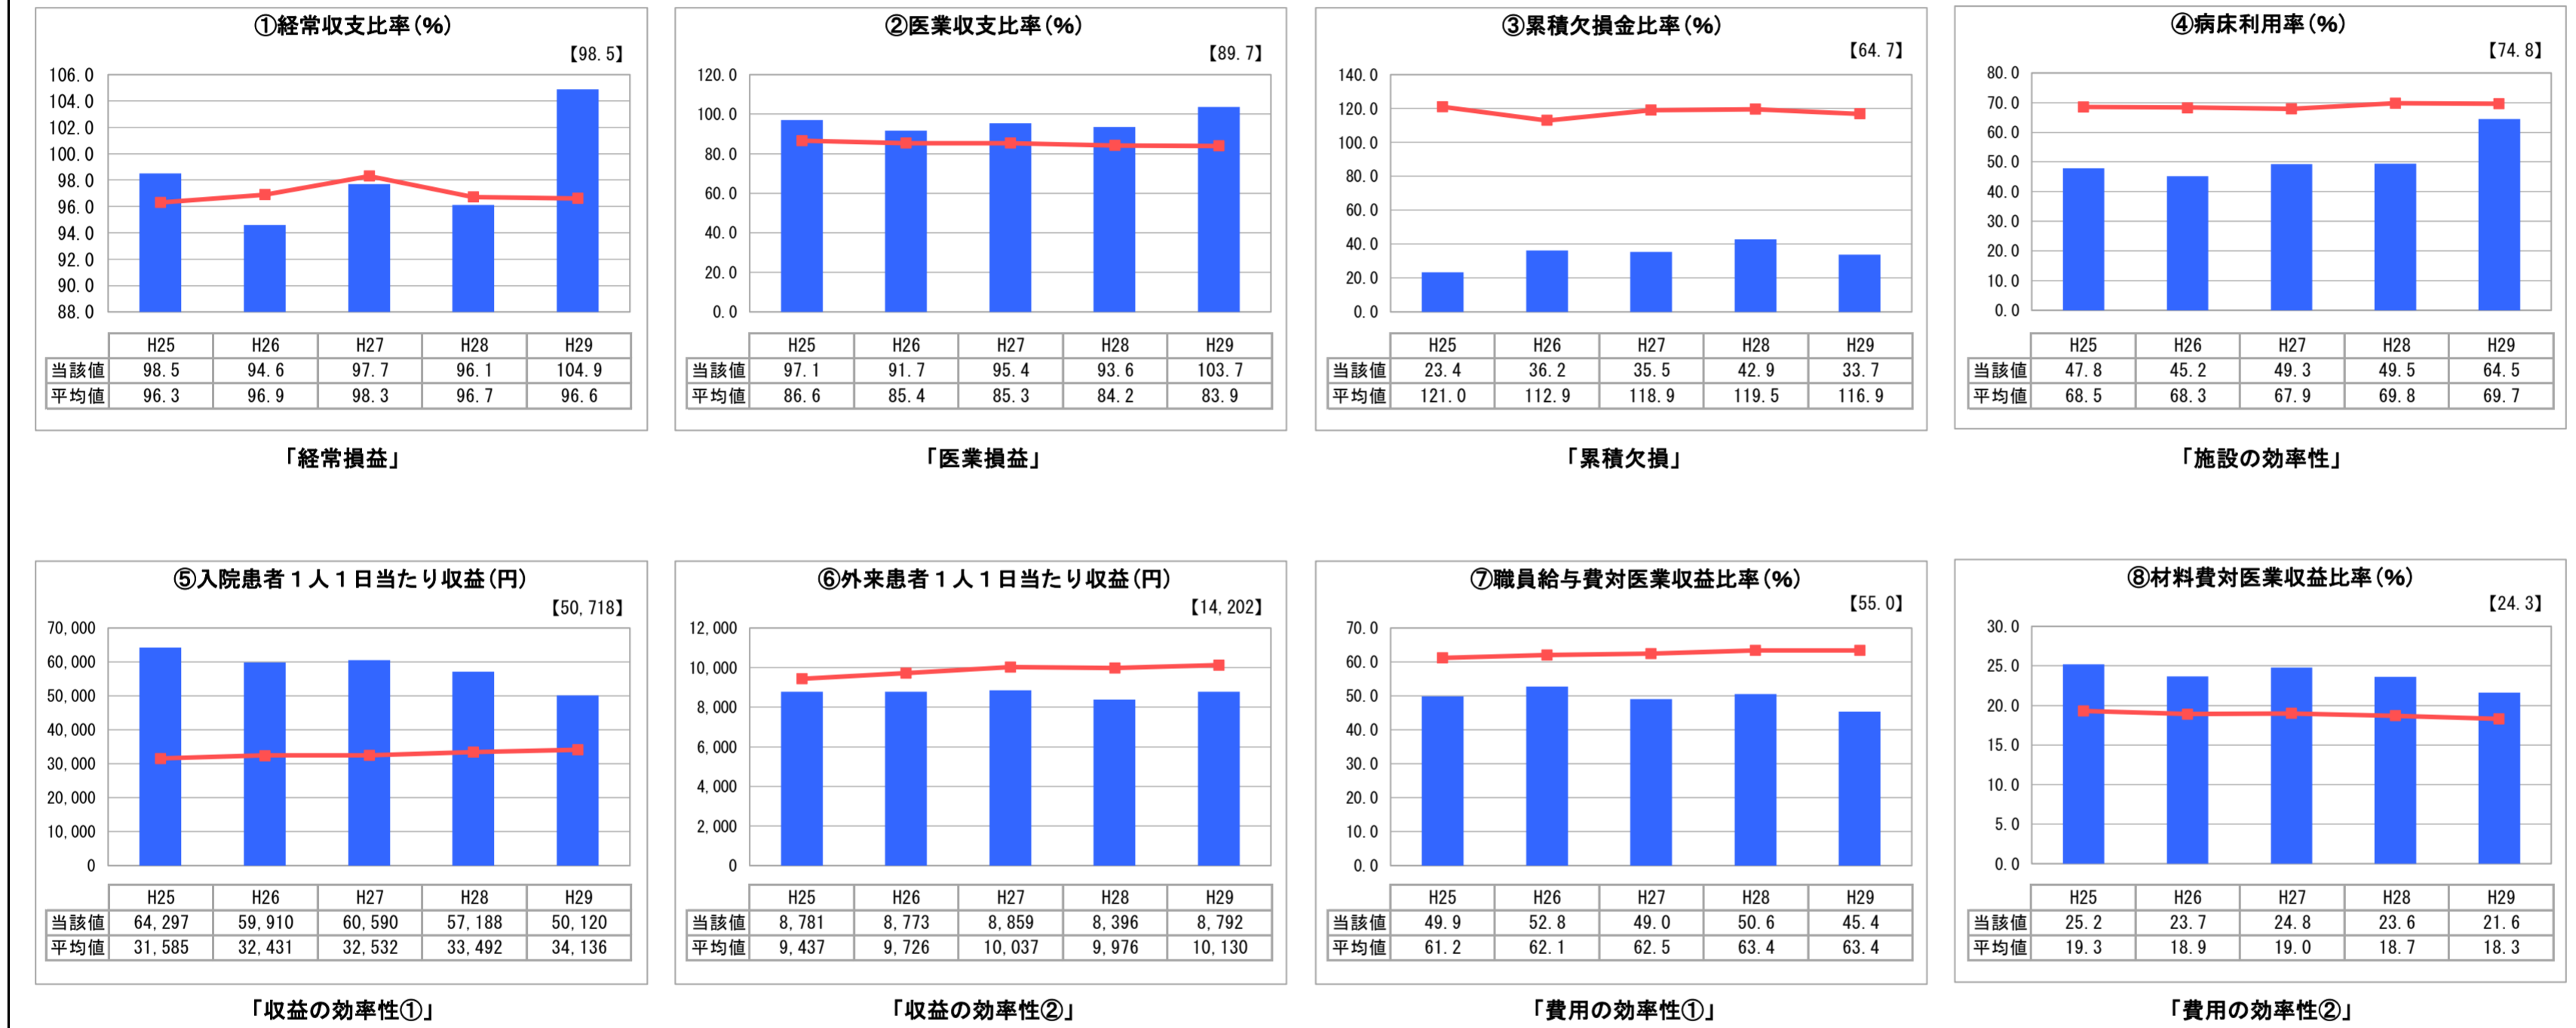 ①経常収支比率(%)
【98.5】
106.0
104.0
102.0
100.0
98.0
96.0
94.0
92.0
90.0
88.0
H25 H26 H27 H28 H29
当該値 98.5 94.6 97.7 96.1 104.9
平均値 96.3 96.9 98.3 96.7 96.6
「経常損益」
②医業収支比率(%)
【89.7】
120.0
100.0
80.0
60.0
40.0
20.0
0.0
H25 H26 H27 H28 H29
当該値 97.1 91.7 95.4 93.6 103.7
平均値 86.6 85.4 85.3 84.2 83.9
「医業損益」
③累積欠損金比率(%)
【64.7】
140.0
120.0
100.0
80.0
60.0
40.0
20.0
0.0
H25 H26 H27 H28 H29
当該値 23.4 36.2 35.5 42.9 33.7
平均値 121.0 112.9 118.9 119.5 116.9
「累積欠損」
④病床利用率(%)
【74.8】
80.0
70.0
60.0
50.0
40.0
30.0
20.0
10.0
0.0
H25 H26 H27 H28 H29
当該値 47.8 45.2 49.3 49.5 64.5
平均値 68.5 68.3 67.9 69.8 69.7
「施設の効率性」
⑤入院患者1人1日当たり収益(円)
【50,718】
70,000
60,000
50,000
40,000
30,000
20,000
10,000
0
H25 H26 H27 H28 H29
当該値 64,297 59,910 60,590 57,188 50,120
平均値 31,585 32,431 32,532 33,492 34,136
「収益の効率性①」
⑥外来患者1人1日当たり収益(円)
【14,202】
12,000
10,000
8,000
6,000
4,000
2,000
0
H25 H26 H27 H28 H29
当該値 8,781 8,773 8,859 8,396 8,792
平均値 9,437 9,726 10,037 9,976 10,130
「収益の効率性②」
⑦職員給与費対医業収益比率(%)
【55.0】
70.0
60.0
50.0
40.0
30.0
20.0
10.0
0.0
H25 H26 H27 H28 H29
当該値 49.9 52.8 49.0 50.6 45.4
平均値 61.2 62.1 62.5 63.4 63.4
「費用の効率性①」
⑧材料費対医業収益比率(%)
【24.3】
30.0
25.0
20.0
15.0
10.0
5.0
0.0
H25 H26 H27 H28 H29
当該値 25.2 23.7 24.8 23.6 21.6
平均値 19.3 18.9 19.0 18.7 18.3
「費用の効率性②」